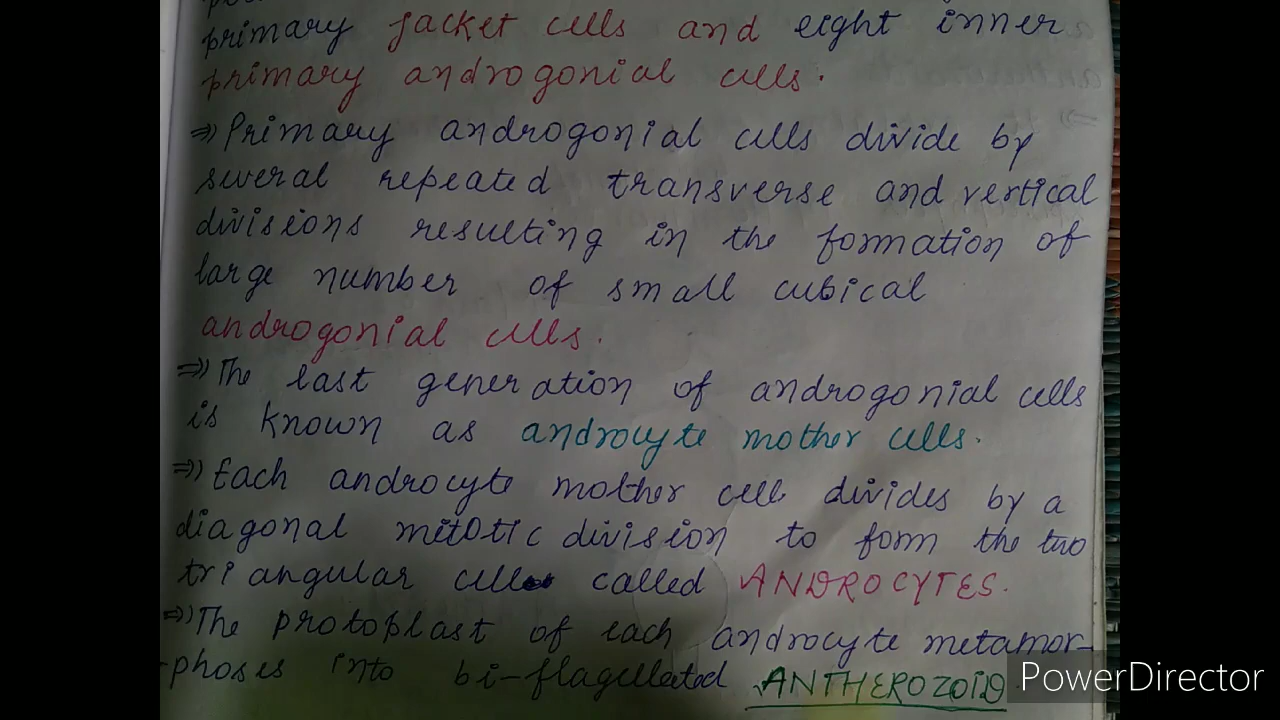 primary jacket cells and eight inner
primary androgonial cells.
⇒ Primary androgonial cells divide by
several repeated transverse and vertical
divisions resulting in the formation of
large number of small cubical
androgonial cells.
⇒ The last generation of androgonial cells
is known as androcyte mother cells.
⇒ Each androcyte mother cell divides by a
diagonal mitotic division to form the two
triangular cells called ANDROCYTES.
⇒ The protoplast of each androcyte metamor-
-phoses into bi-flagellated ANTHEROZOID
PowerDirector